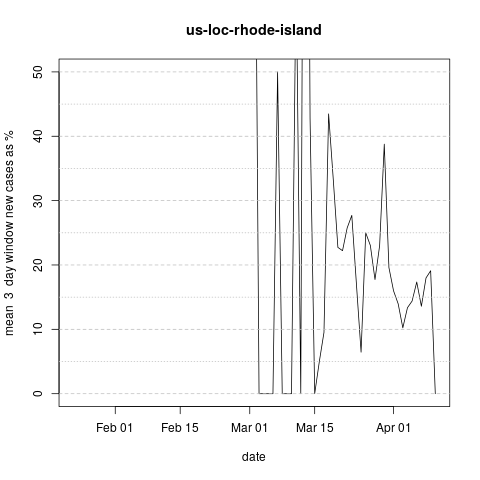 us-loc-rhode-island
mean 3 day window new cases as %
50
40
30
20
10
0
Feb 01 Feb 15 Mar 01 Mar 15 Apr 01
date